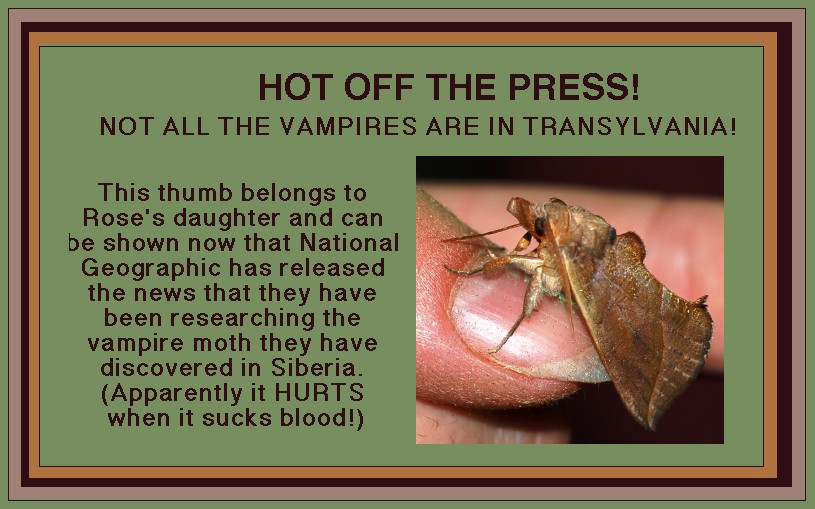 HOT OFF THE PRESS!
NOT ALL THE VAMPIRES ARE IN TRANSYLVANIA!
This thumb belongs to
Rose's daughter and can
be shown now that National
Geographic has released
the news that they have
been researching the
vampire moth they have
discovered in Siberia.
(Apparently it HURTS
when it sucks blood!)